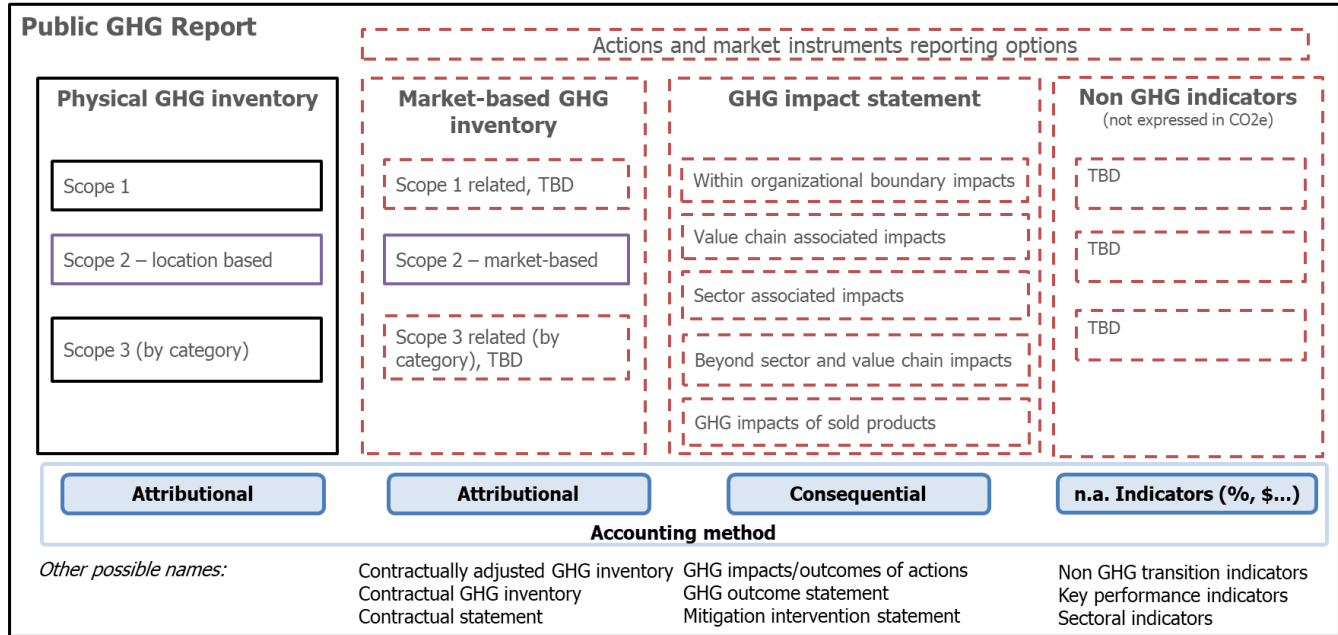 Public GHG Report
Actions and market instruments reporting options
Physical GHG inventory
Scope 1
Scope 2 – location based
Scope 3 (by category)
Market-based GHG
inventory
Scope 1 related, TBD
Scope 2 – market-based
Scope 3 related (by
category), TBD
GHG impact statement
Within organizational boundary impacts
Value chain associated impacts
Sector associated impacts
Beyond sector and value chain impacts
GHG impacts of sold products
Non GHG indicators
(not expressed in CO2e)
TBD
TBD
TBD
Attributional
Attributional
Consequential
n.a. Indicators (%, $...)
Accounting method
Other possible names:
Contractually adjusted GHG inventory
Contractual GHG inventory
Contractual statement
GHG impacts/outcomes of actions
GHG outcome statement
Mitigation intervention statement
Non GHG transition indicators
Key performance indicators
Sectoral indicators